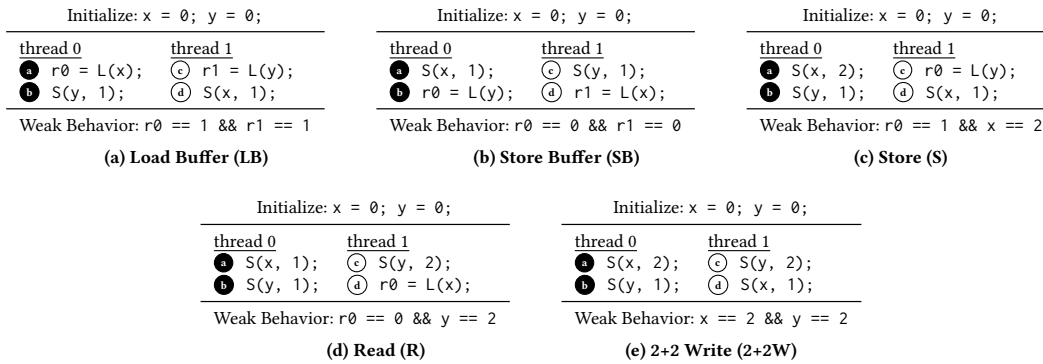 Initialize: x = 0; y = 0;
thread 0 thread 1
a r0 = L(x); c r1 = L(y);
b S(y, 1); d S(x, 1);
Weak Behavior: r0 == 1 && r1 == 1
(a) Load Buffer (LB)
Initialize: x = 0; y = 0;
thread 0 thread 1
a S(x, 1); c S(y, 1);
b r0 = L(y); d r1 = L(x);
Weak Behavior: r0 == 0 && r1 == 0
(b) Store Buffer (SB)
Initialize: x = 0; y = 0;
thread 0 thread 1
a S(x, 2); c r0 = L(y);
b S(y, 1); d S(x, 1);
Weak Behavior: r0 == 1 && x == 2
(c) Store (S)
Initialize: x = 0; y = 0;
thread 0 thread 1
a S(x, 1); c S(y, 2);
b S(y, 1); d r0 = L(x);
Weak Behavior: r0 == 0 && y == 2
(d) Read (R)
Initialize: x = 0; y = 0;
thread 0 thread 1
a S(x, 2); c S(y, 2);
b S(y, 1); d S(x, 1);
Weak Behavior: x == 2 && y == 2
(e) 2+2 Write (2+2W)